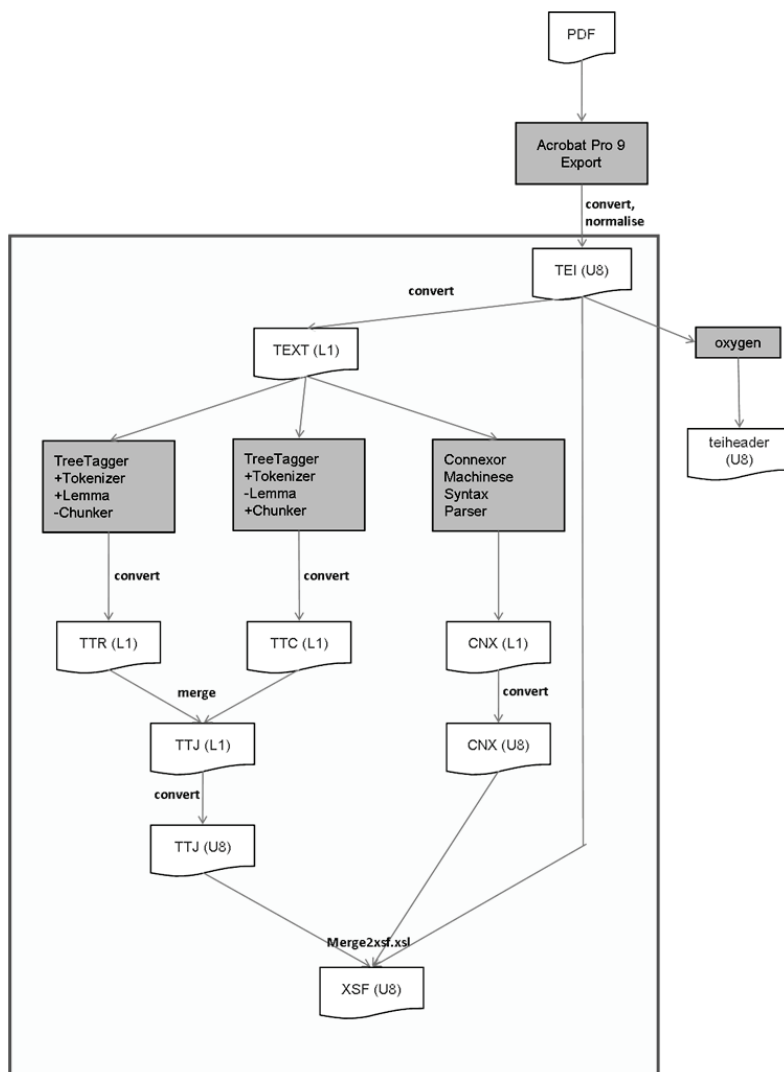 PDF
Acrobat Pro 9
Export
convert,
normalise
TEI (U8)
convert
TEXT (L1)
oxygen
teiheader
(U8)
TreeTagger
+Tokenizer
+Lemma
-Chunker
TreeTagger
+Tokenizer
-Lemma
+Chunker
Connexor
Machinese
Syntax
Parser
convert
convert
TTR (L1)
TTC (L1)
CNX (L1)
merge
convert
TTJ (L1)
CNX (U8)
convert
TTJ (U8)
Merge2xsf.xsl
XSF (U8)